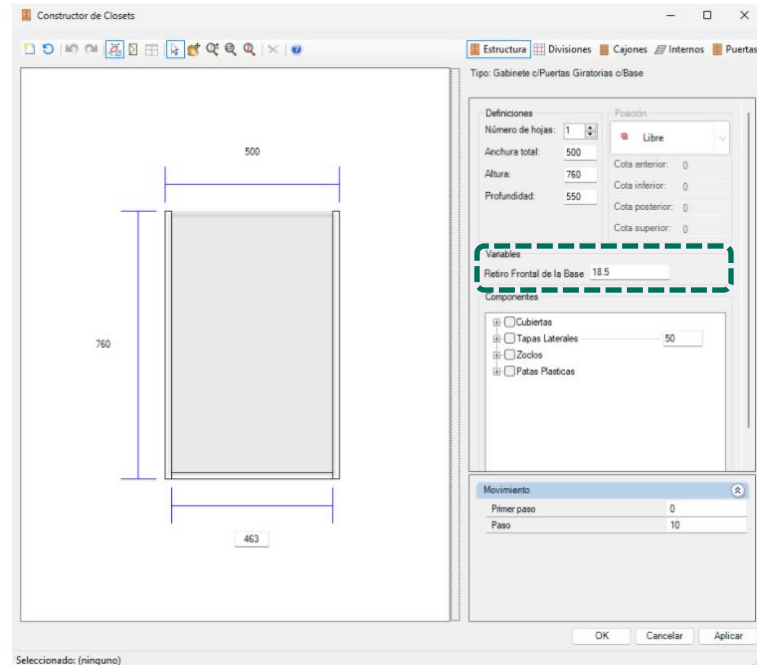 Constructor de Closets
Estructura Divisiones Cajones Internos Puertas
Tipo: Gabinete c/Puertas Giratorias c/Base
Definiciones
Número de hojas: 1
Anchura total: 500
Altura: 760
Profundidad: 550
Posición
Libre
Cota anterior: 0
Cota inferior: 0
Cota posterior: 0
Cota superior: 0
Variables
Retiro Frontal de la Base 18.5
Componentes
Cubiertas
Tapas Laterales 50
Zoclos
Patas Plasticas
500
760
463
Movimiento
Primer paso 0
Paso 10
OK Cancelar Aplicar
Seleccionado: (ninguno)